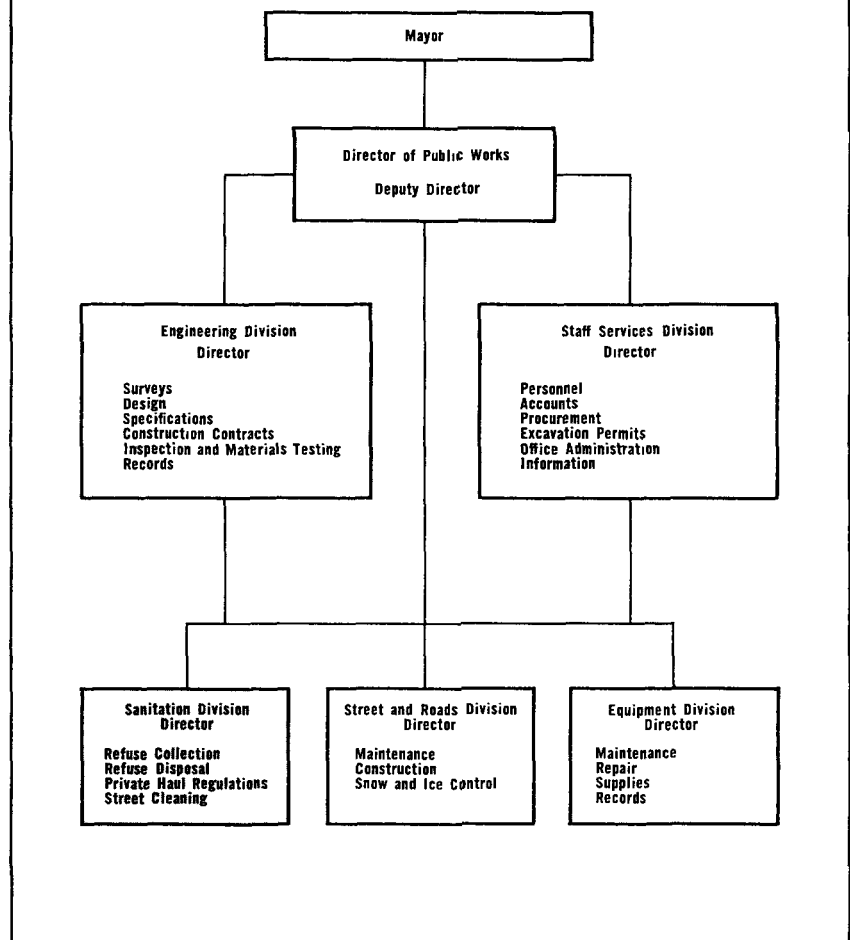 Mayor
Director of Public Works
Deputy Director
Engineering Division
Director
Surveys
Design
Specifications
Construction Contracts
Inspection and Materials Testing
Records
Staff Services Division
Director
Personnel
Accounts
Procurement
Excavation Permits
Office Administration
Information
Sanitation Division
Director
Refuse Collection
Refuse Disposal
Private Haul Regulations
Street Cleaning
Street and Roads Division
Director
Maintenance
Construction
Snow and Ice Control
Equipment Division
Director
Maintenance
Repair
Supplies
Records